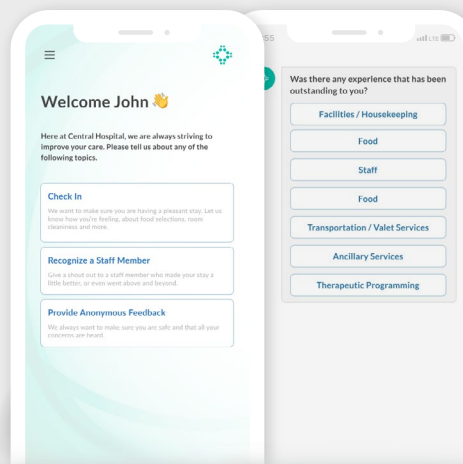 Welcome John 👋
Here at Central Hospital, we are always striving to
improve your care. Please tell us about any of the
following topics.
Check In
We want to make sure you are having a pleasant stay. Let us
know how you're feeling, about food selections, room
cleanliness and more.
Recognize a Staff Member
Give a shout out to a staff member who made your stay a
little better, or even went above and beyond.
Provide Anonymous Feedback
We always want to make sure you are safe and that all your
concerns are heard.
:55
LTE
Was there any experience that has been
outstanding to you?
Facilities / Housekeeping
Food
Staff
Food
Transportation / Valet Services
Ancillary Services
Therapeutic Programming